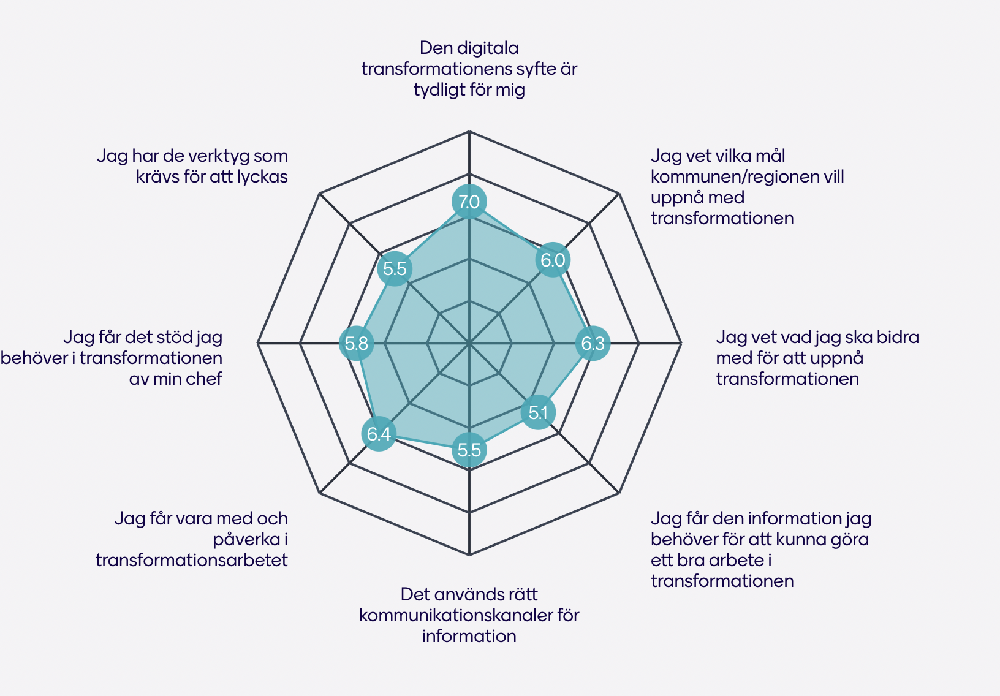 Den digitala
transformationens syfte är
tydligt för mig
Jag har de verktyg som
krävs för att lyckas
Jag vet vilka mål
kommunen/regionen vill
uppnå med
transformationen
7.0
6.0
5.5
Jag får det stöd jag
behöver i transformationen
av min chef
5.8
6.3
Jag vet vad jag ska bidra
med för att uppnå
transformationen
5.1
6.4
5.5
Jag får vara med och
påverka i
transformationsarbetet
Jag får den information jag
behöver för att kunna göra
ett bra arbete i
transformationen
Det används rätt
kommunikationskanaler för
information